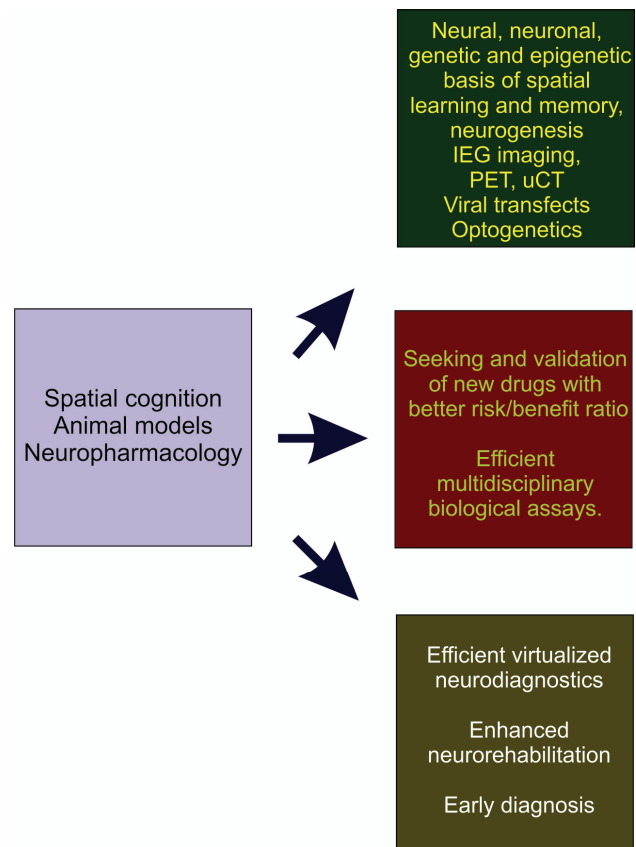 Spatial cognition
Animal models
Neuropharmacology
Neural, neuronal,
genetic and epigenetic
basis of spatial
learning and memory,
neurogenesis
IEG imaging,
PET, uCT
Viral transfects
Optogenetics
Seeking and validation
of new drugs with
better risk/benefit ratio
Efficient
multidisciplinary
biological assays.
Efficient virtualized
neurodiagnostics
Enhanced
neurorehabilitation
Early diagnosis